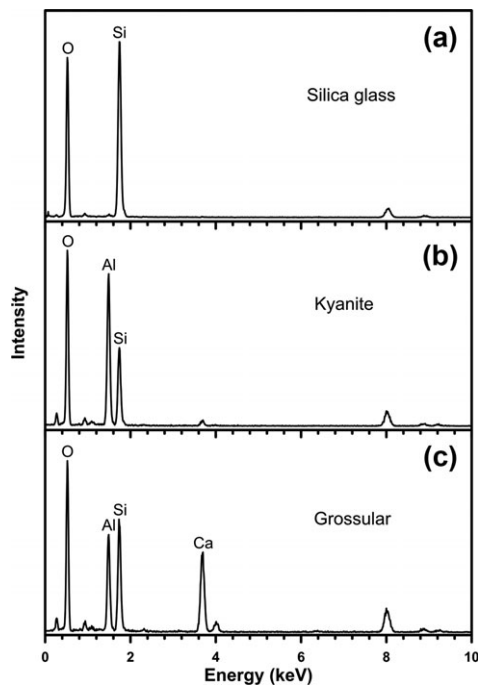 (a)
Si
O
Silica glass
(b)
O
Al
Kyanite
Si
(c)
O
Si
Al
Grossular
Ca
Intensity
0 2 4 6 8 10
Energy (keV)